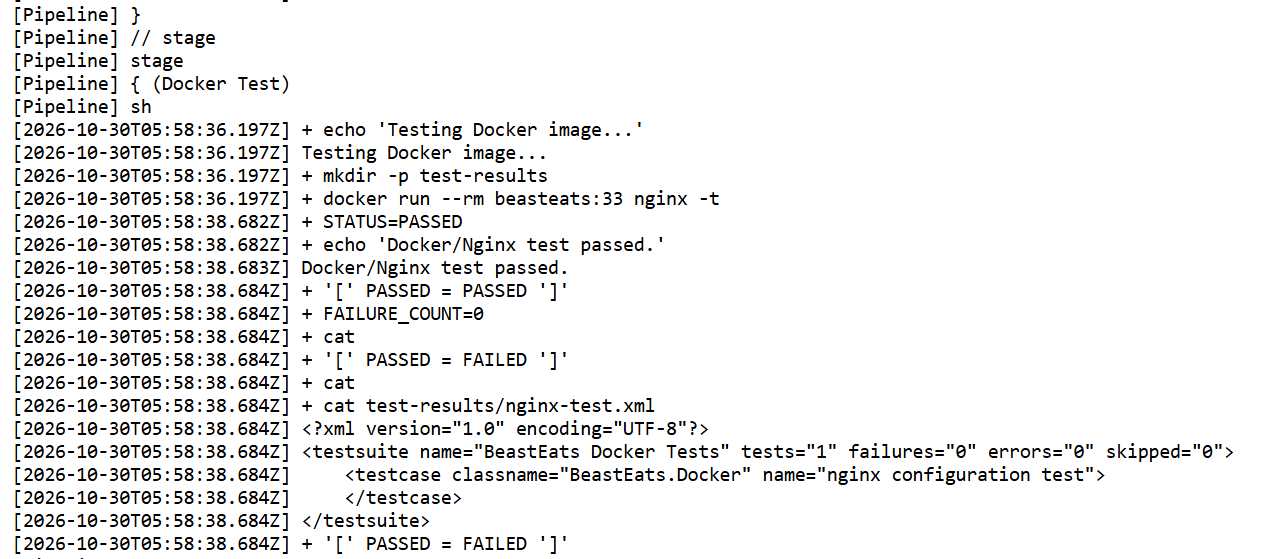 [Pipeline] }
[Pipeline] // stage
[Pipeline] stage
[Pipeline] { (Docker Test)
[Pipeline] sh
[2026-10-30T05:58:36.197Z] + echo 'Testing Docker image...'
[2026-10-30T05:58:36.197Z] Testing Docker image...
[2026-10-30T05:58:36.197Z] + mkdir -p test-results
[2026-10-30T05:58:36.197Z] + docker run --rm beasteats:33 nginx -t
[2026-10-30T05:58:38.682Z] + STATUS=PASSED
[2026-10-30T05:58:38.682Z] + echo 'Docker/Nginx test passed.'
[2026-10-30T05:58:38.683Z] Docker/Nginx test passed.
[2026-10-30T05:58:38.684Z] + '[' PASSED = PASSED ']'
[2026-10-30T05:58:38.684Z] + FAILURE_COUNT=0
[2026-10-30T05:58:38.684Z] + cat
[2026-10-30T05:58:38.684Z] + '[' PASSED = FAILED ']'
[2026-10-30T05:58:38.684Z] + cat
[2026-10-30T05:58:38.684Z] + cat test-results/nginx-test.xml
[2026-10-30T05:58:38.684Z] <?xml version="1.0" encoding="UTF-8"?>
[2026-10-30T05:58:38.684Z] <testsuite name="BeastEats Docker Tests" tests="1" failures="0" errors="0" skipped="0">
[2026-10-30T05:58:38.684Z]     <testcase classname="BeastEats.Docker" name="nginx configuration test">
[2026-10-30T05:58:38.684Z]     </testcase>
[2026-10-30T05:58:38.684Z] </testsuite>
[2026-10-30T05:58:38.684Z] + '[' PASSED = FAILED ']'